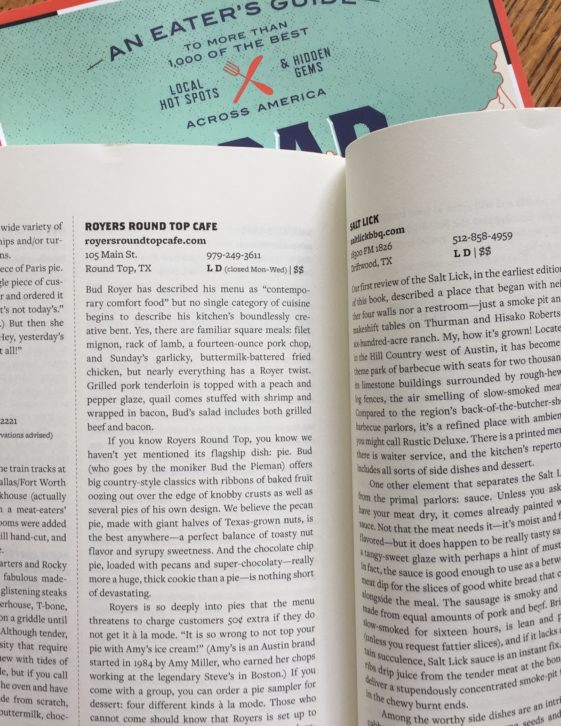 AN EATER'S GUIDE
TO MORE THAN
1,000 OF THE BEST
LOCAL
HOT SPOTS
& HIDDEN
GEMS
ACROSS AMERICA
wide variety of
hips and/or tur-
ns.
ece of Paris pie.
gle piece of cus-
r and ordered it
t's not today's."
.) But then she
Hey, yesterday's
t all!"
2221
vations advised)
he train tracks at
allas/Fort Worth
khouse (actually
n a meat-eaters'
ooms were added
ill hand-cut, and
e.
arters and Rocky
fabulous made-
glistening steaks
erhouse, T-bone,
on a griddle until
Although tender,
sity that require
hew with tides of
le, but if you call
he oven and have
de from scratch,
buttermilk, choc-
ROYERS ROUND TOP CAFE
royersroundtopcafe.com
105 Main St. 979-249-3611
Round Top, TX L D (closed Mon-Wed) | $$
Bud Royer has described his menu as "contempo-
rary comfort food" but no single category of cuisine
begins to describe his kitchen's boundlessly cre-
ative bent. Yes, there are familiar square meals: filet
mignon, rack of lamb, a fourteen-ounce pork chop,
and Sunday's garlicky, buttermilk-battered fried
chicken, but nearly everything has a Royer twist.
Grilled pork tenderloin is topped with a peach and
pepper glaze, quail comes stuffed with shrimp and
wrapped in bacon, Bud's salad includes both grilled
beef and bacon.
If you know Royers Round Top, you know we
haven't yet mentioned its flagship dish: pie. Bud
(who goes by the moniker Bud the Pieman) offers
big country-style classics with ribbons of baked fruit
oozing out over the edge of knobby crusts as well as
several pies of his own design. We believe the pecan
pie, made with giant halves of Texas-grown nuts, is
the best anywhere—a perfect balance of toasty nut
flavor and syrupy sweetness. And the chocolate chip
pie, loaded with pecans and super-chocolaty—really
more a huge, thick cookie than a pie—is nothing short
of devastating.
Royers is so deeply into pies that the menu
threatens to charge customers 50¢ extra if they do
not get it à la mode. "It is so wrong to not top your
pie with Amy's ice cream!" (Amy's is an Austin brand
started in 1984 by Amy Miller, who earned her chops
working at the legendary Steve's in Boston.) If you
come with a group, you can order a pie sampler for
dessert: four different kinds à la mode. Those who
cannot come should know that Royers is set up to
SALT LICK
saltlickbbq.com
18300 FM 1826 512-858-4959
Driftwood, TX L D | $$
Our first review of the Salt Lick, in the earliest edition
of this book, described a place that began with nei-
ther four walls nor a restroom—just a smoke pit an
makeshift tables on Thurman and Hisako Roberts
six-hundred-acre ranch. My, how it's grown! Locate
in the Hill Country west of Austin, it has become
theme park of barbecue with seats for two thousan
in limestone buildings surrounded by rough-hew
log fences, the air smelling of slow-smoked meat
Compared to the region's back-of-the-butcher-sh
barbecue parlors, it's a refined place with ambien
you might call Rustic Deluxe. There is a printed men
there is waiter service, and the kitchen's reperto
includes all sorts of side dishes and dessert.
One other element that separates the Salt L
from the primal parlors: sauce. Unless you ask
have your meat dry, it comes already painted w
sauce. Not that the meat needs it—it's moist and f
flavored—but it does happen to be really tasty sa
a tangy-sweet glaze with perhaps a hint of must
In fact, the sauce is good enough to use as a betw
meat dip for the slices of good white bread that c
alongside the meal. The sausage is smoky and
made from equal amounts of pork and beef. Bri
slow-smoked for sixteen hours, is lean and p
(unless you request fattier slices), and if it lacks
tain succulence, Salt Lick sauce is an instant fix.
ribs drip juice from the tender meat at the bon
deliver a stupendously concentrated smoke-pit
in the chewy burnt ends.
Among the worthy side dishes are an intri